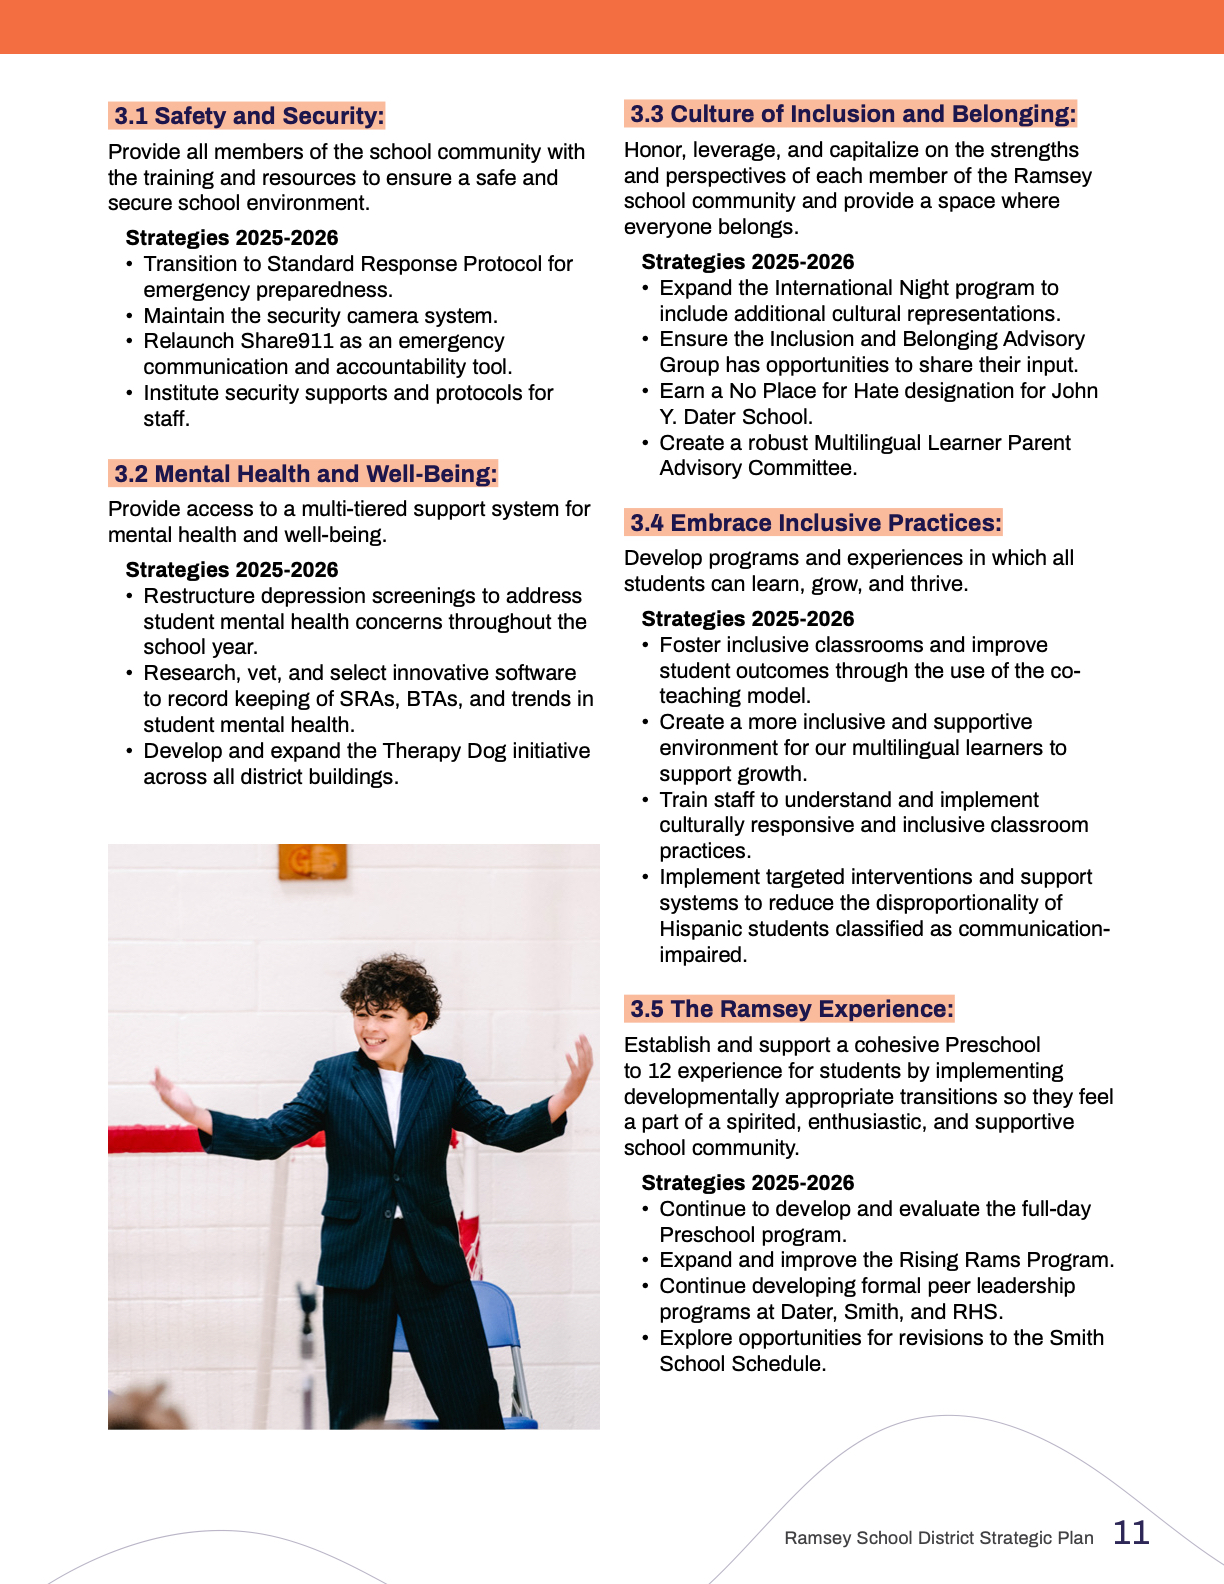 3.1 Safety and Security:
Provide all members of the school community with
the training and resources to ensure a safe and
secure school environment.
Strategies 2025-2026
• Transition to Standard Response Protocol for
emergency preparedness.
• Maintain the security camera system.
• Relaunch Share911 as an emergency
communication and accountability tool.
• Institute security supports and protocols for
staff.
3.2 Mental Health and Well-Being:
Provide access to a multi-tiered support system for
mental health and well-being.
Strategies 2025-2026
• Restructure depression screenings to address
student mental health concerns throughout the
school year.
• Research, vet, and select innovative software
to record keeping of SRAs, BTAs, and trends in
student mental health.
• Develop and expand the Therapy Dog initiative
across all district buildings.
3.3 Culture of Inclusion and Belonging:
Honor, leverage, and capitalize on the strengths
and perspectives of each member of the Ramsey
school community and provide a space where
everyone belongs.
Strategies 2025-2026
• Expand the International Night program to
include additional cultural representations.
• Ensure the Inclusion and Belonging Advisory
Group has opportunities to share their input.
• Earn a No Place for Hate designation for John
Y. Dater School.
• Create a robust Multilingual Learner Parent
Advisory Committee.
3.4 Embrace Inclusive Practices:
Develop programs and experiences in which all
students can learn, grow, and thrive.
Strategies 2025-2026
• Foster inclusive classrooms and improve
student outcomes through the use of the co-
teaching model.
• Create a more inclusive and supportive
environment for our multilingual learners to
support growth.
• Train staff to understand and implement
culturally responsive and inclusive classroom
practices.
• Implement targeted interventions and support
systems to reduce the disproportionality of
Hispanic students classified as communication-
impaired.
3.5 The Ramsey Experience:
Establish and support a cohesive Preschool
to 12 experience for students by implementing
developmentally appropriate transitions so they feel
a part of a spirited, enthusiastic, and supportive
school community.
Strategies 2025-2026
• Continue to develop and evaluate the full-day
Preschool program.
• Expand and improve the Rising Rams Program.
• Continue developing formal peer leadership
programs at Dater, Smith, and RHS.
• Explore opportunities for revisions to the Smith
School Schedule.
Ramsey School District Strategic Plan 11